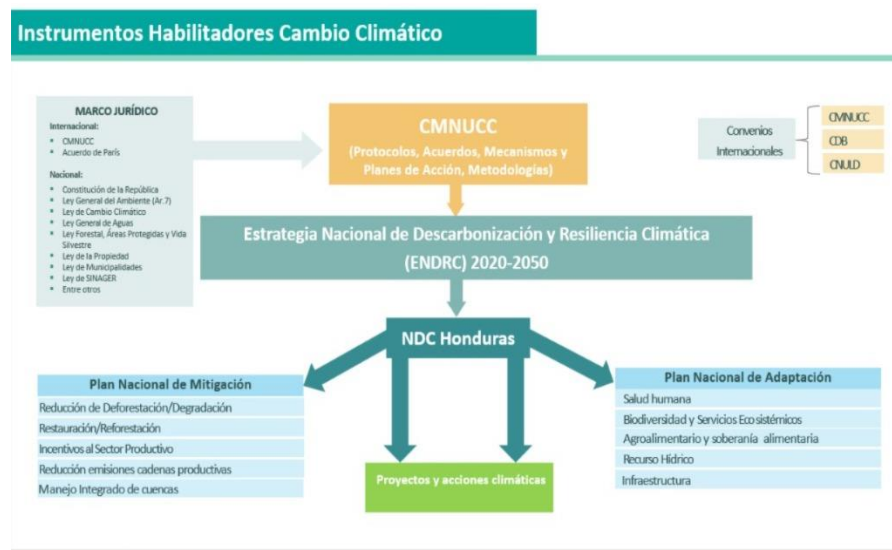 Instrumentos Habilitadores Cambio Climático
MARCO JURÍDICO
Internacional:
▪ CMNUCC
▪ Acuerdo de París
Nacional:
▪ Constitución de la República
▪ Ley General del Ambiente (Ar.7)
▪ Ley de Cambio Climático
▪ Ley General de Aguas
▪ Ley Forestal, Áreas Protegidas y Vida
Silvestre
▪ Ley de la Propiedad
▪ Ley de Municipalidades
▪ Ley de SINAGER
▪ Entre otros
CMNUCC
(Protocolos, Acuerdos, Mecanismos y
Planes de Acción, Metodologías)
Convenios
Internacionales
CMNUCC
CDB
CNULD
Estrategia Nacional de Descarbonización y Resiliencia Climática
(ENDRC) 2020-2050
NDC Honduras
Plan Nacional de Mitigación
Reducción de Deforestación/Degradación
Restauración/Reforestación
Incentivos al Sector Productivo
Reducción emisiones cadenas productivas
Manejo Integrado de cuencas
Proyectos y acciones climáticas
Plan Nacional de Adaptación
Salud humana
Biodiversidad y Servicios Eco sistémicos
Agroalimentario y soberanía alimentaria
Recurso Hídrico
Infraestructura